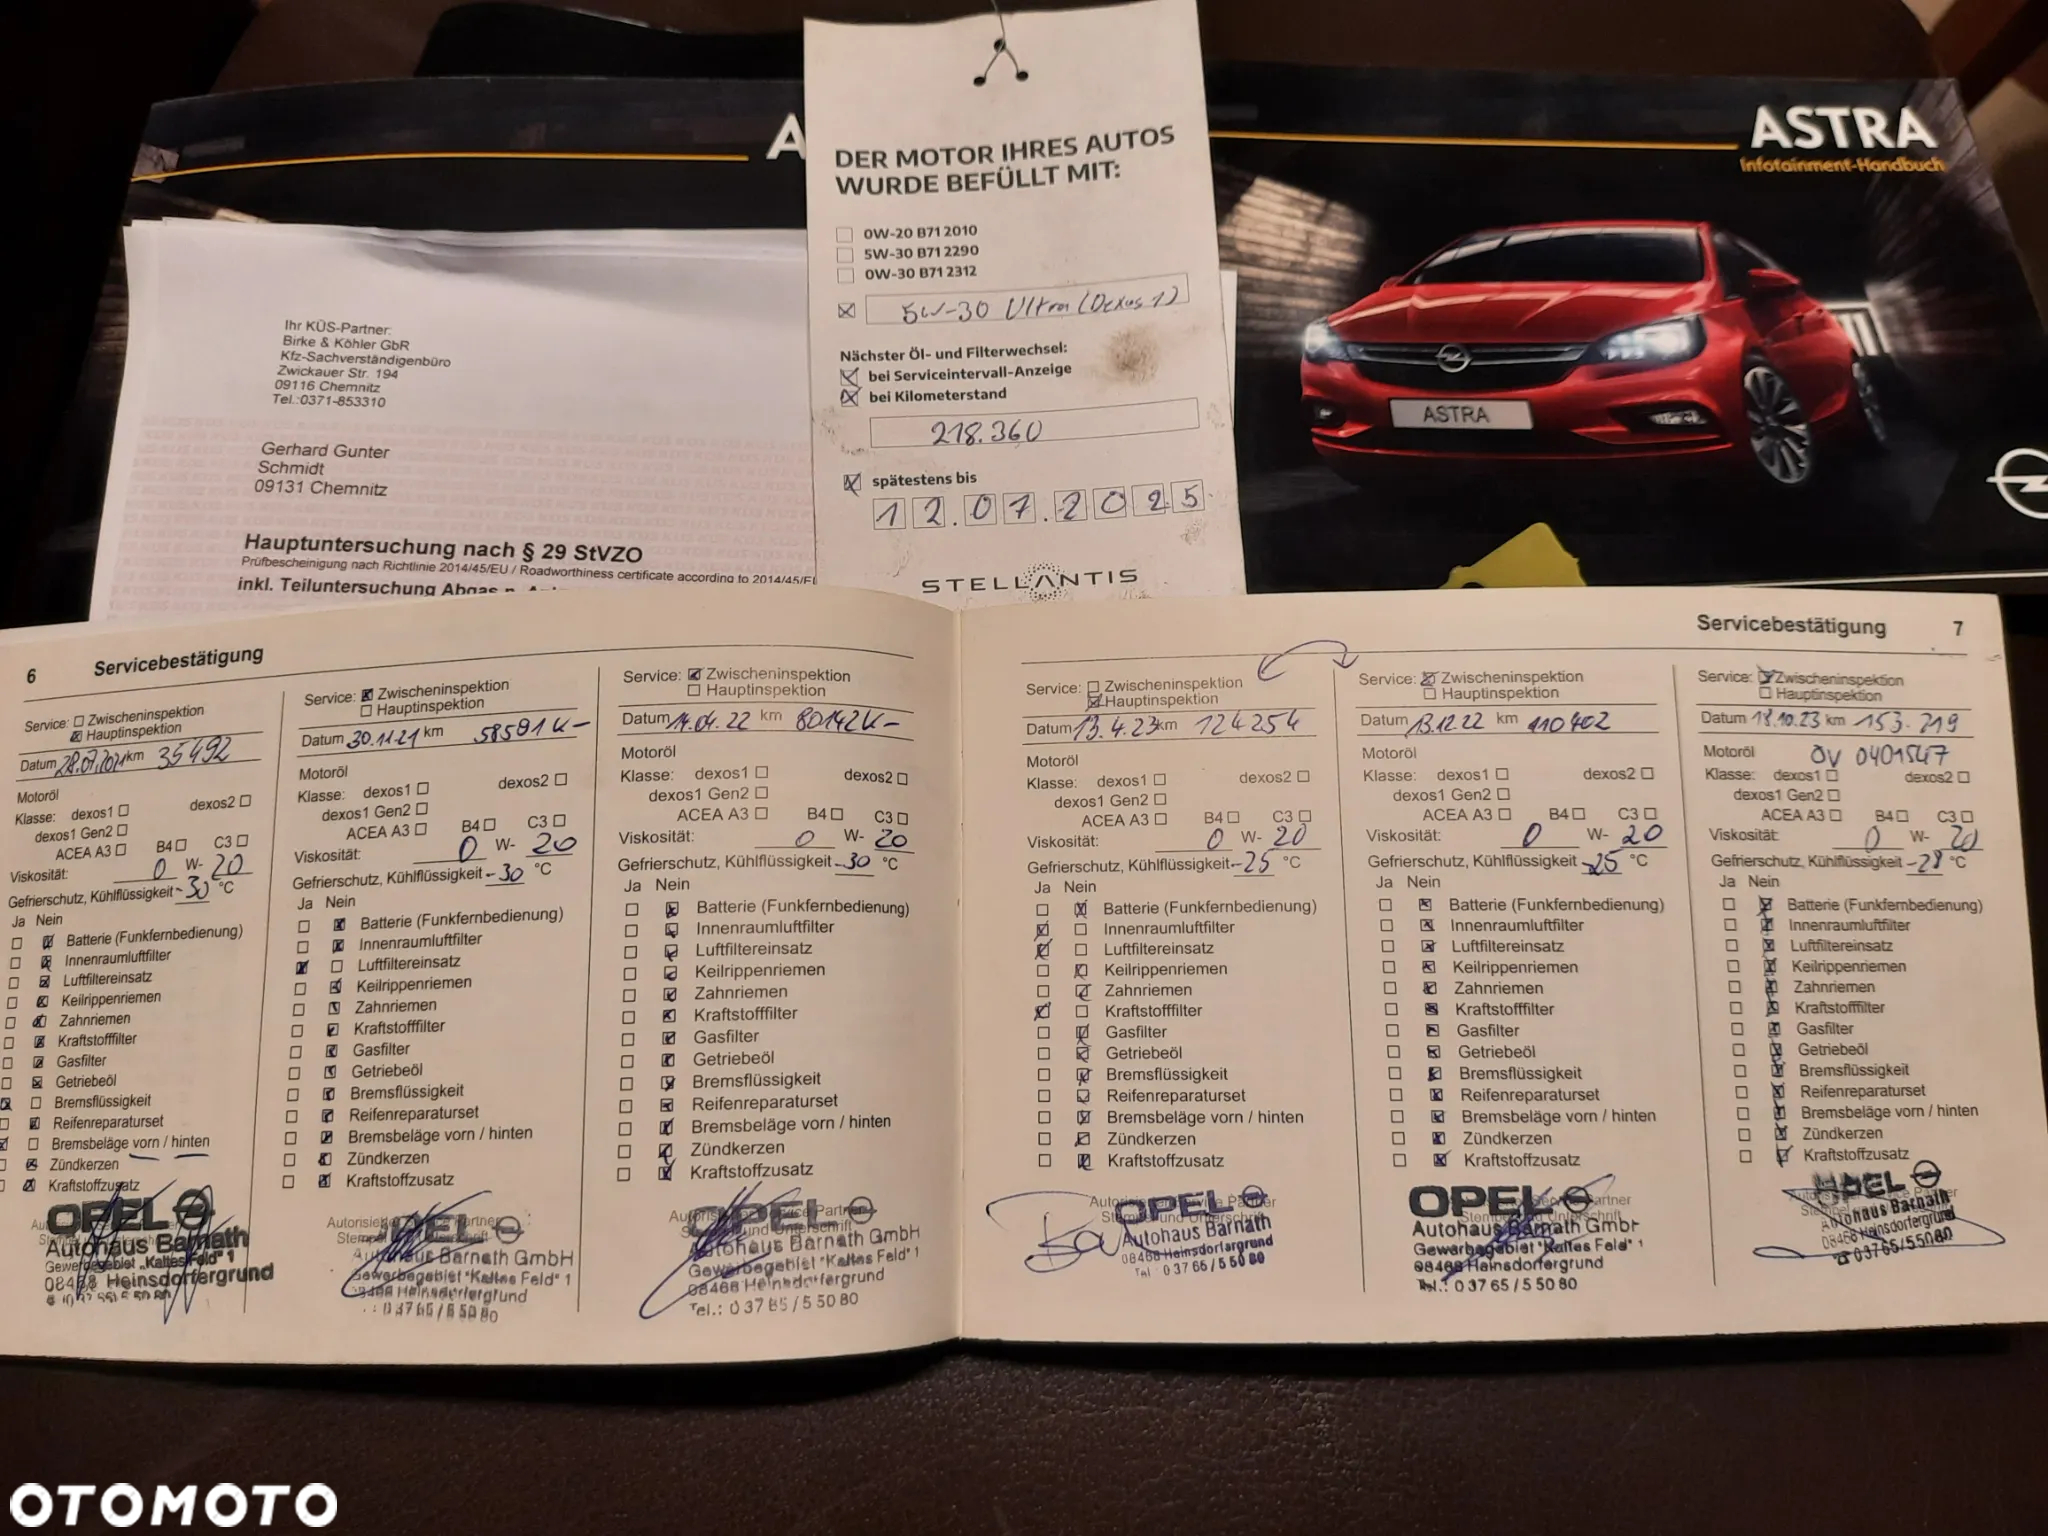 ASTRA
Infotainment-Handbuch
ASTRA
A
DER MOTOR IHRES AUTOS
WURDE BEFÜLLT MIT:
0W-20 B71 2010
5W-30 B71 2290
0W-30 B71 2312
5W-30 Ultra (Dexos 1)
Nächster Öl- und Filterwechsel:
bei Serviceintervall-Anzeige
bei Kilometerstand
218.360
spätestens bis
12.07.2025
STELLANTIS
Ihr KÜS-Partner:
Birke & Köhler GbR
Kfz-Sachverständigenbüro
Zwickauer Str. 194
09116 Chemnitz
Tel.:0371-853310
Gerhard Gunter
Schmidt
09131 Chemnitz
Hauptuntersuchung nach § 29 StVZO
Prüfbescheinigung nach Richtlinie 2014/45/EU / Roadworthiness certificate according to 2014/45/EU
inkl. Teiluntersuchung Abgas
6 Servicebestätigung
Service: Zwischeninspektion
Hauptinspektion
Datum 28.07.2021 km 35492
Motoröl
Klasse: dexos1 dexos2
dexos1 Gen2
ACEA A3 B4 C3
Viskosität: 0 W- 20
Gefrierschutz, Kühlflüssigkeit -30 °C
Ja Nein
Batterie (Funkfernbedienung)
Innenraumluftfilter
Luftfiltereinsatz
Keilrippenriemen
Zahnriemen
Kraftstofffilter
Gasfilter
Getriebeöl
Bremsflüssigkeit
Reifenreparaturset
Bremsbeläge vorn / hinten
Zündkerzen
Kraftstoffzusatz
OPEL
Autohaus Barnath
Gewerbegebiet „Kaltes Feld" 1
08468 Heinsdorfergrund
Service: Zwischeninspektion
Hauptinspektion
Datum 30.11.21 km 58591 K-
Motoröl
Klasse: dexos1 dexos2
dexos1 Gen2
ACEA A3 B4 C3
Viskosität: 0 W- 20
Gefrierschutz, Kühlflüssigkeit -30 °C
Ja Nein
Batterie (Funkfernbedienung)
Innenraumluftfilter
Luftfiltereinsatz
Keilrippenriemen
Zahnriemen
Kraftstofffilter
Gasfilter
Getriebeöl
Bremsflüssigkeit
Reifenreparaturset
Bremsbeläge vorn / hinten
Zündkerzen
Kraftstoffzusatz
OPEL
Autohaus Barnath GmbH
Gewerbegebiet "Kaltes Feld" 1
08468 Heinsdorfergrund
Service: Zwischeninspektion
Hauptinspektion
Datum 14.04.22 km 80142 K-
Motoröl
Klasse: dexos1 dexos2
dexos1 Gen2
ACEA A3 B4 C3
Viskosität: 0 W- 20
Gefrierschutz, Kühlflüssigkeit -30 °C
Ja Nein
Batterie (Funkfernbedienung)
Innenraumluftfilter
Luftfiltereinsatz
Keilrippenriemen
Zahnriemen
Kraftstofffilter
Gasfilter
Getriebeöl
Bremsflüssigkeit
Reifenreparaturset
Bremsbeläge vorn / hinten
Zündkerzen
Kraftstoffzusatz
OPEL
Autohaus Barnath GmbH
Gewerbegebiet "Kaltes Feld" 1
08468 Heinsdorfergrund
Tel.: 0 37 65 / 5 50 80
Servicebestätigung 7
Service: Zwischeninspektion
Hauptinspektion
Datum 13.4.23 km 124254
Motoröl
Klasse: dexos1 dexos2
dexos1 Gen2
ACEA A3 B4 C3
Viskosität: 0 W- 20
Gefrierschutz, Kühlflüssigkeit -25 °C
Ja Nein
Batterie (Funkfernbedienung)
Innenraumluftfilter
Luftfiltereinsatz
Keilrippenriemen
Zahnriemen
Kraftstofffilter
Gasfilter
Getriebeöl
Bremsflüssigkeit
Reifenreparaturset
Bremsbeläge vorn / hinten
Zündkerzen
Kraftstoffzusatz
OPEL
Autohaus Barnath
08468 Heinsdorfergrund
Tel.: 0 37 65 / 5 50 80
Service: Zwischeninspektion
Hauptinspektion
Datum 13.12.22 km 110402
Motoröl
Klasse: dexos1 dexos2
dexos1 Gen2
ACEA A3 B4 C3
Viskosität: 0 W- 20
Gefrierschutz, Kühlflüssigkeit -25 °C
Ja Nein
Batterie (Funkfernbedienung)
Innenraumluftfilter
Luftfiltereinsatz
Keilrippenriemen
Zahnriemen
Kraftstofffilter
Gasfilter
Getriebeöl
Bremsflüssigkeit
Reifenreparaturset
Bremsbeläge vorn / hinten
Zündkerzen
Kraftstoffzusatz
OPEL
Autohaus Barnath GmbH
Gewerbegebiet "Kaltes Feld" 1
08468 Heinsdorfergrund
Tel.: 0 37 65 / 5 50 80
Service: Zwischeninspektion
Hauptinspektion
Datum 18.10.23 km 153.219
Motoröl OV 0401547
Klasse: dexos1 dexos2
dexos1 Gen2
ACEA A3 B4 C3
Viskosität: 0 W- 20
Gefrierschutz, Kühlflüssigkeit -28 °C
Ja Nein
Batterie (Funkfernbedienung)
Innenraumluftfilter
Luftfiltereinsatz
Keilrippenriemen
Zahnriemen
Kraftstofffilter
Gasfilter
Getriebeöl
Bremsflüssigkeit
Reifenreparaturset
Bremsbeläge vorn / hinten
Zündkerzen
Kraftstoffzusatz
OPEL
Autohaus Barnath
08468 Heinsdorfergrund
☎ 03765/55080
OTOMOTO